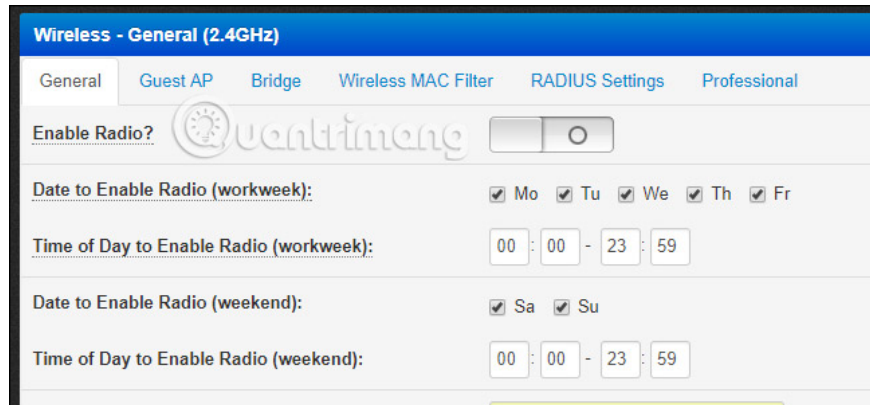 Wireless - General (2.4GHz)
General Guest AP Bridge Wireless MAC Filter RADIUS Settings Professional
Enable Radio? Quantrimang
Date to Enable Radio (workweek): Mo Tu We Th Fr
Time of Day to Enable Radio (workweek): 00 : 00 - 23 : 59
Date to Enable Radio (weekend): Sa Su
Time of Day to Enable Radio (weekend): 00 : 00 - 23 : 59